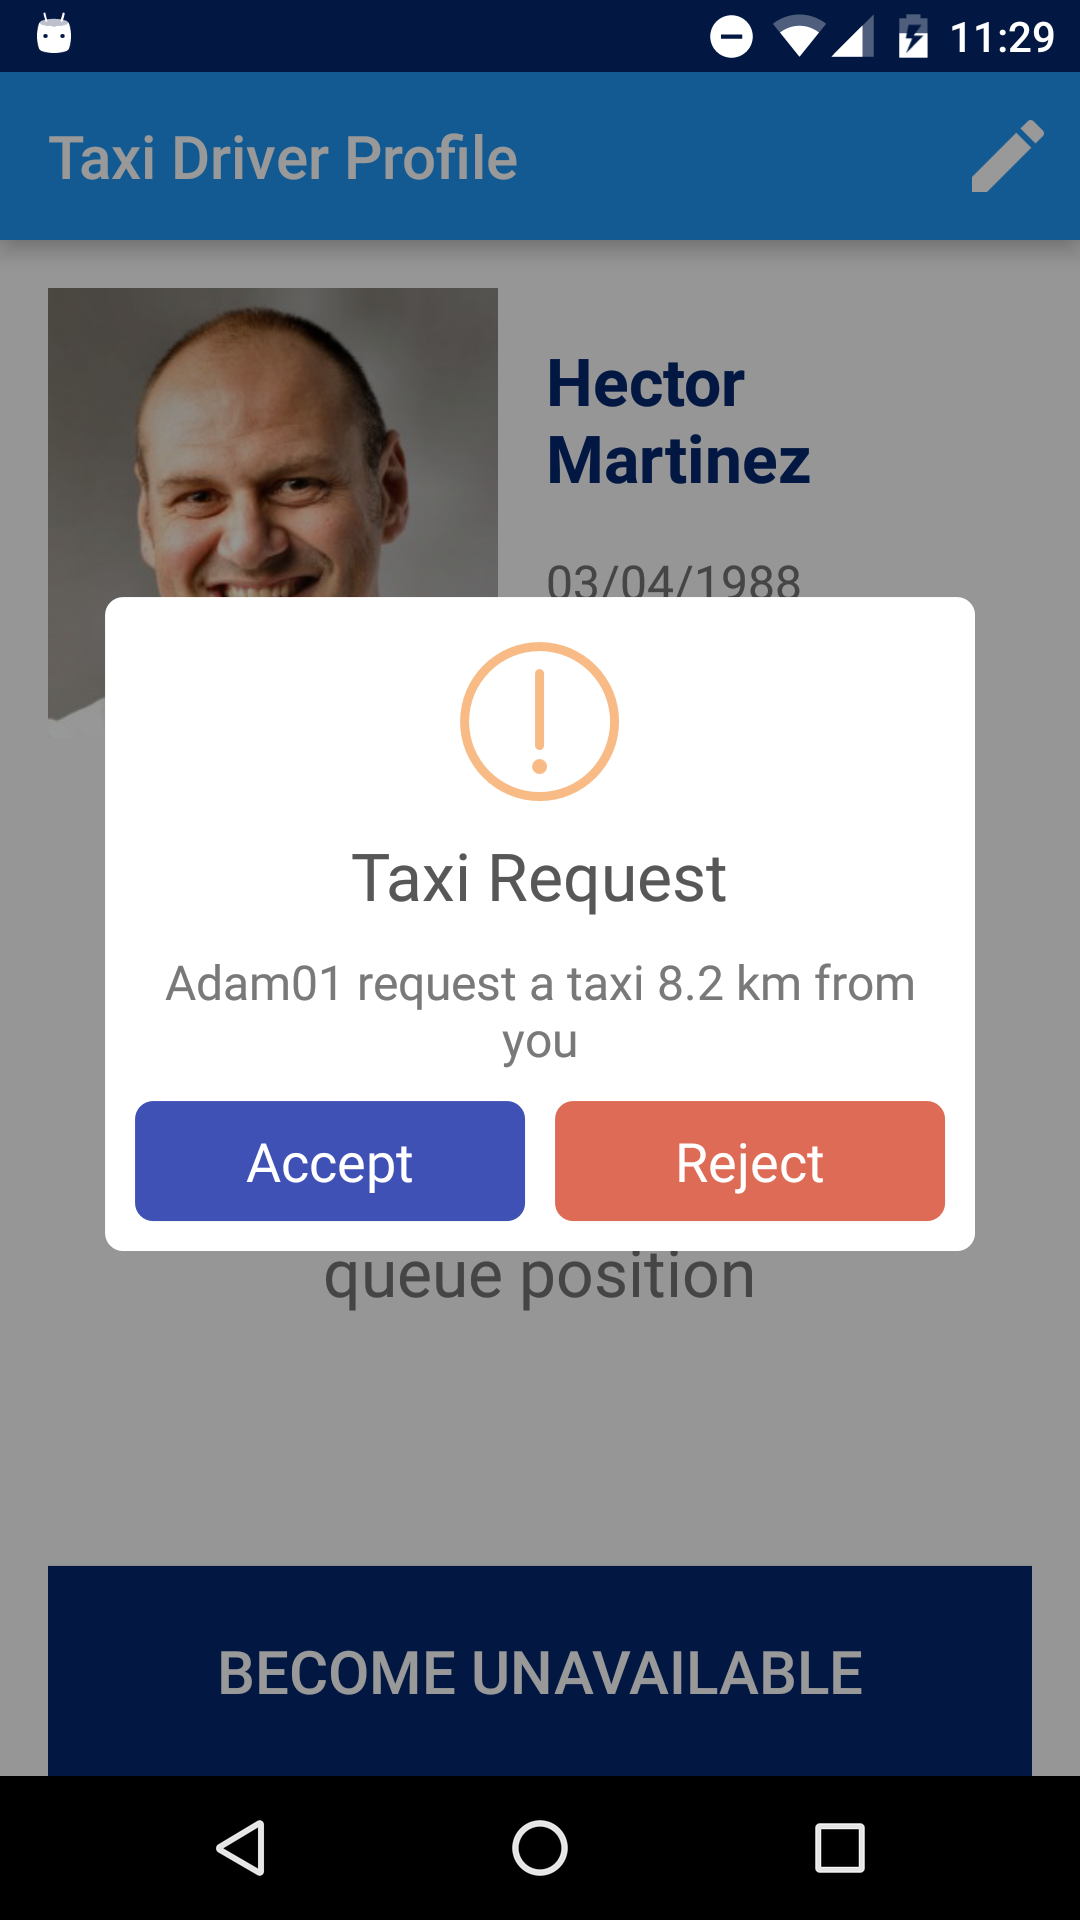 11:29
Taxi Driver Profile
Hector
Martinez
03/04/1988
Taxi Request
Adam01 request a taxi 8.2 km from
you
Accept
Reject
queue position
BECOME UNAVAILABLE